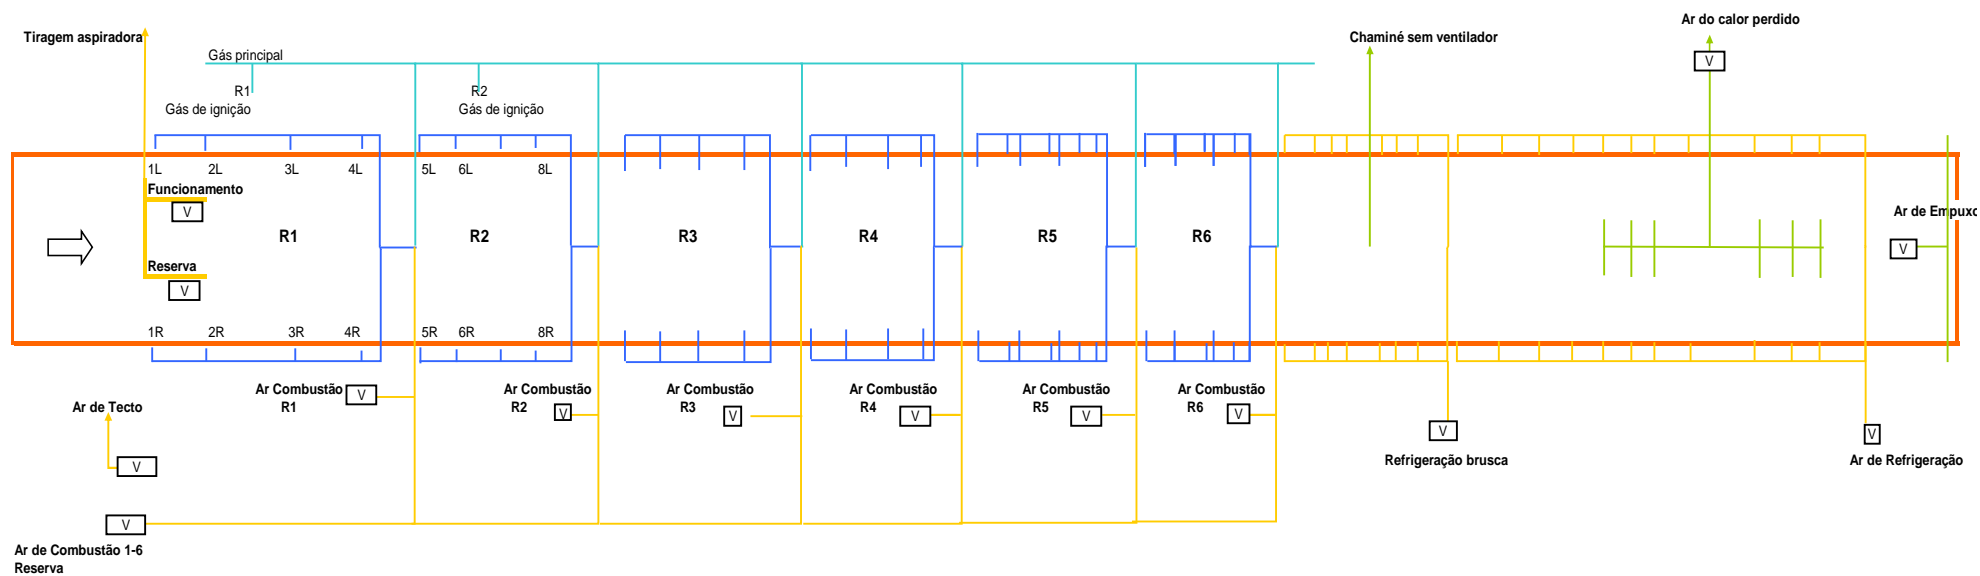 Ar do calor perdido
Tiragem aspiradora
Chaminé sem ventilador
Gás principal
V
R1
Gás de ignição
R2
Gás de ignição
1L 2L 3L 4L 5L 6L 8L
Funcionamento
V
Ar de Empuxo
R1 R2 R3 R4 R5 R6
V
Reserva
V
1R 2R 3R 4R 5R 6R 8R
Ar Combustão
R1
V
Ar Combustão
R2
V
Ar Combustão
R3
V
Ar Combustão
R4
V
Ar Combustão
R5
V
Ar Combustão
R6
V
Ar de Tecto
V
V
Refrigeração brusca
V
Ar de Refrigeração
V
Ar de Combustão 1-6
Reserva